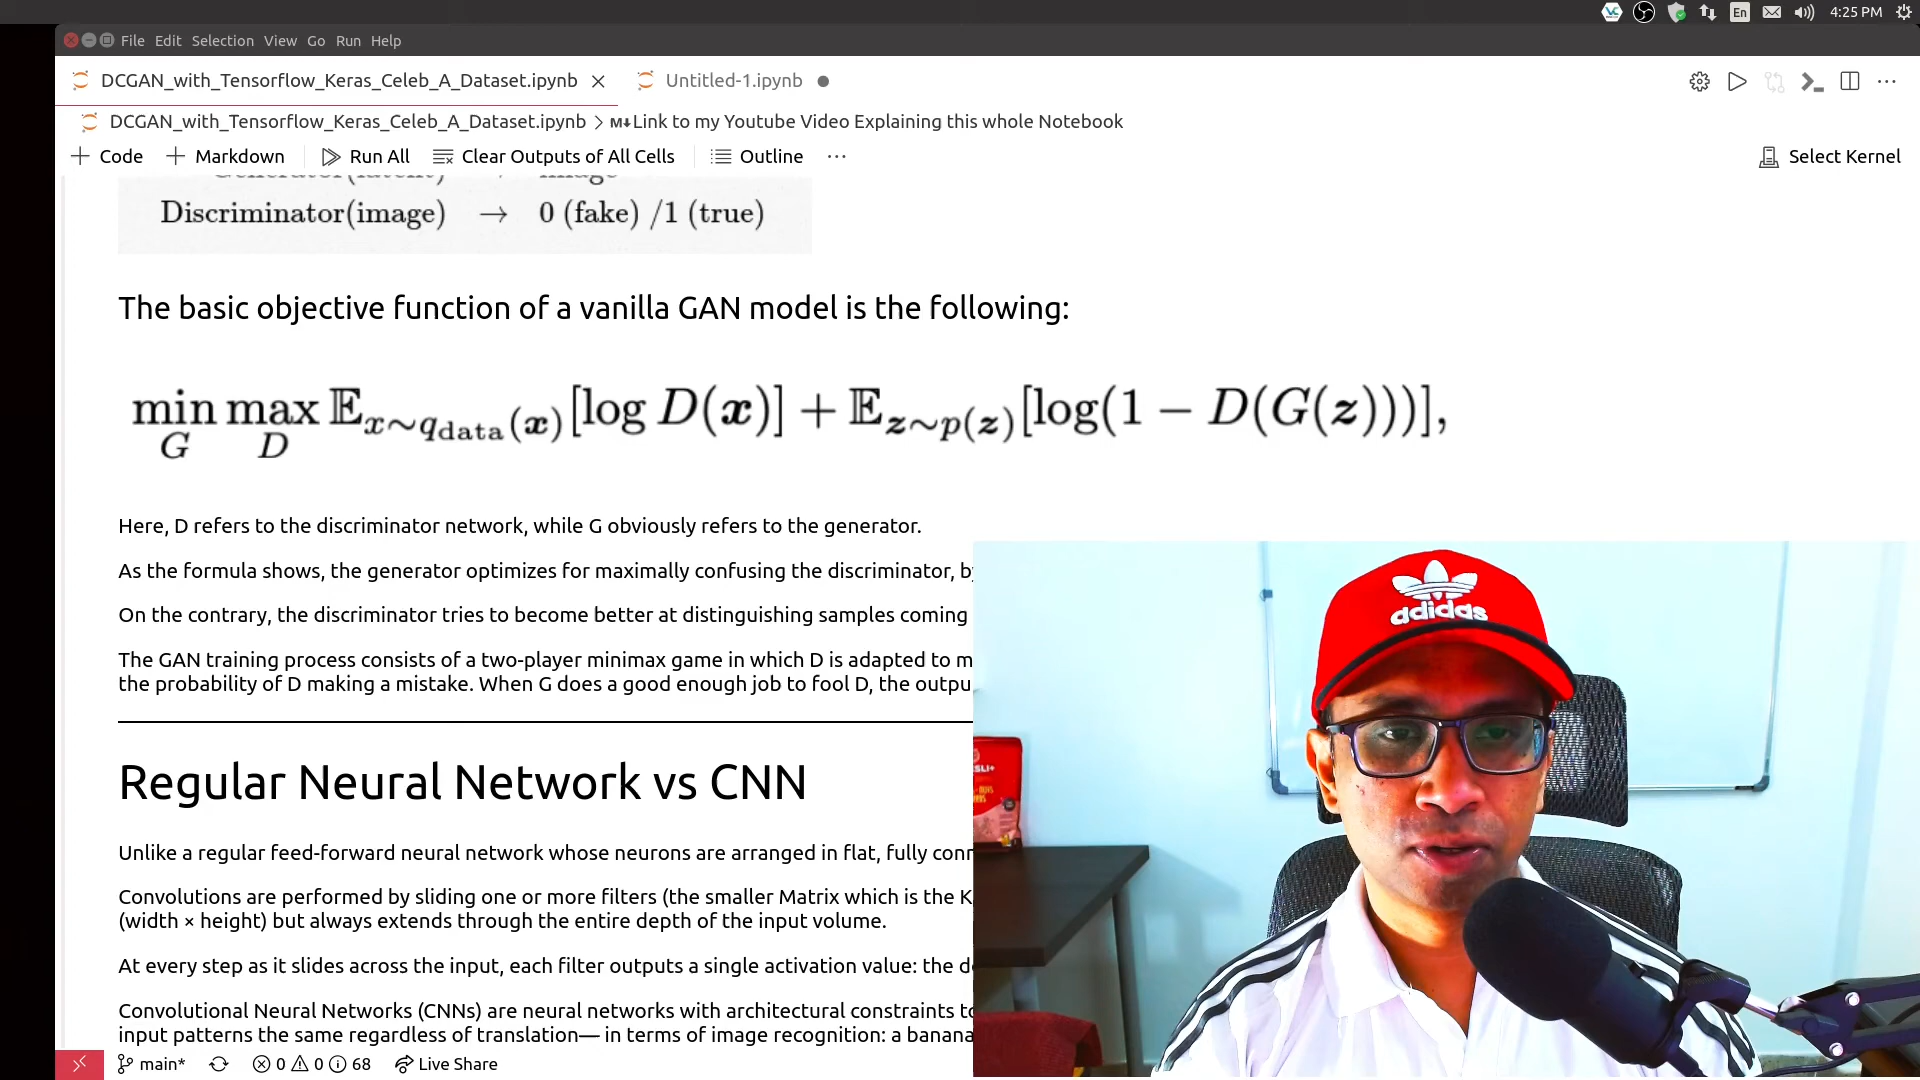 En
4:25 PM
File Edit Selection View Go Run Help
DCGAN_with_Tensorflow_Keras_Celeb_A_Dataset.ipynb
Untitled-1.ipynb
DCGAN_with_Tensorflow_Keras_Celeb_A_Dataset.ipynb > M↓Link to my Youtube Video Explaining this whole Notebook
+ Code + Markdown Run All Clear Outputs of All Cells Outline ···
Select Kernel
Generator(latent) → image
Discriminator(image) → 0 (fake) /1 (true)
The basic objective function of a vanilla GAN model is the following:
min_G max_D 𝔼_{x∼q_data(x)}[log D(x)] + 𝔼_{z∼p(z)}[log(1 − D(G(z)))],
Here, D refers to the discriminator network, while G obviously refers to the generator.
As the formula shows, the generator optimizes for maximally confusing the discriminator, by
On the contrary, the discriminator tries to become better at distinguishing samples coming
The GAN training process consists of a two-player minimax game in which D is adapted to m
the probability of D making a mistake. When G does a good enough job to fool D, the outpu
Regular Neural Network vs CNN
Unlike a regular feed-forward neural network whose neurons are arranged in flat, fully conn
Convolutions are performed by sliding one or more filters (the smaller Matrix which is the K
(width × height) but always extends through the entire depth of the input volume.
At every step as it slides across the input, each filter outputs a single activation value: the d
Convolutional Neural Networks (CNNs) are neural networks with architectural constraints to
input patterns the same regardless of translation— in terms of image recognition: a banana
adidas
main* 0 0 68 Live Share